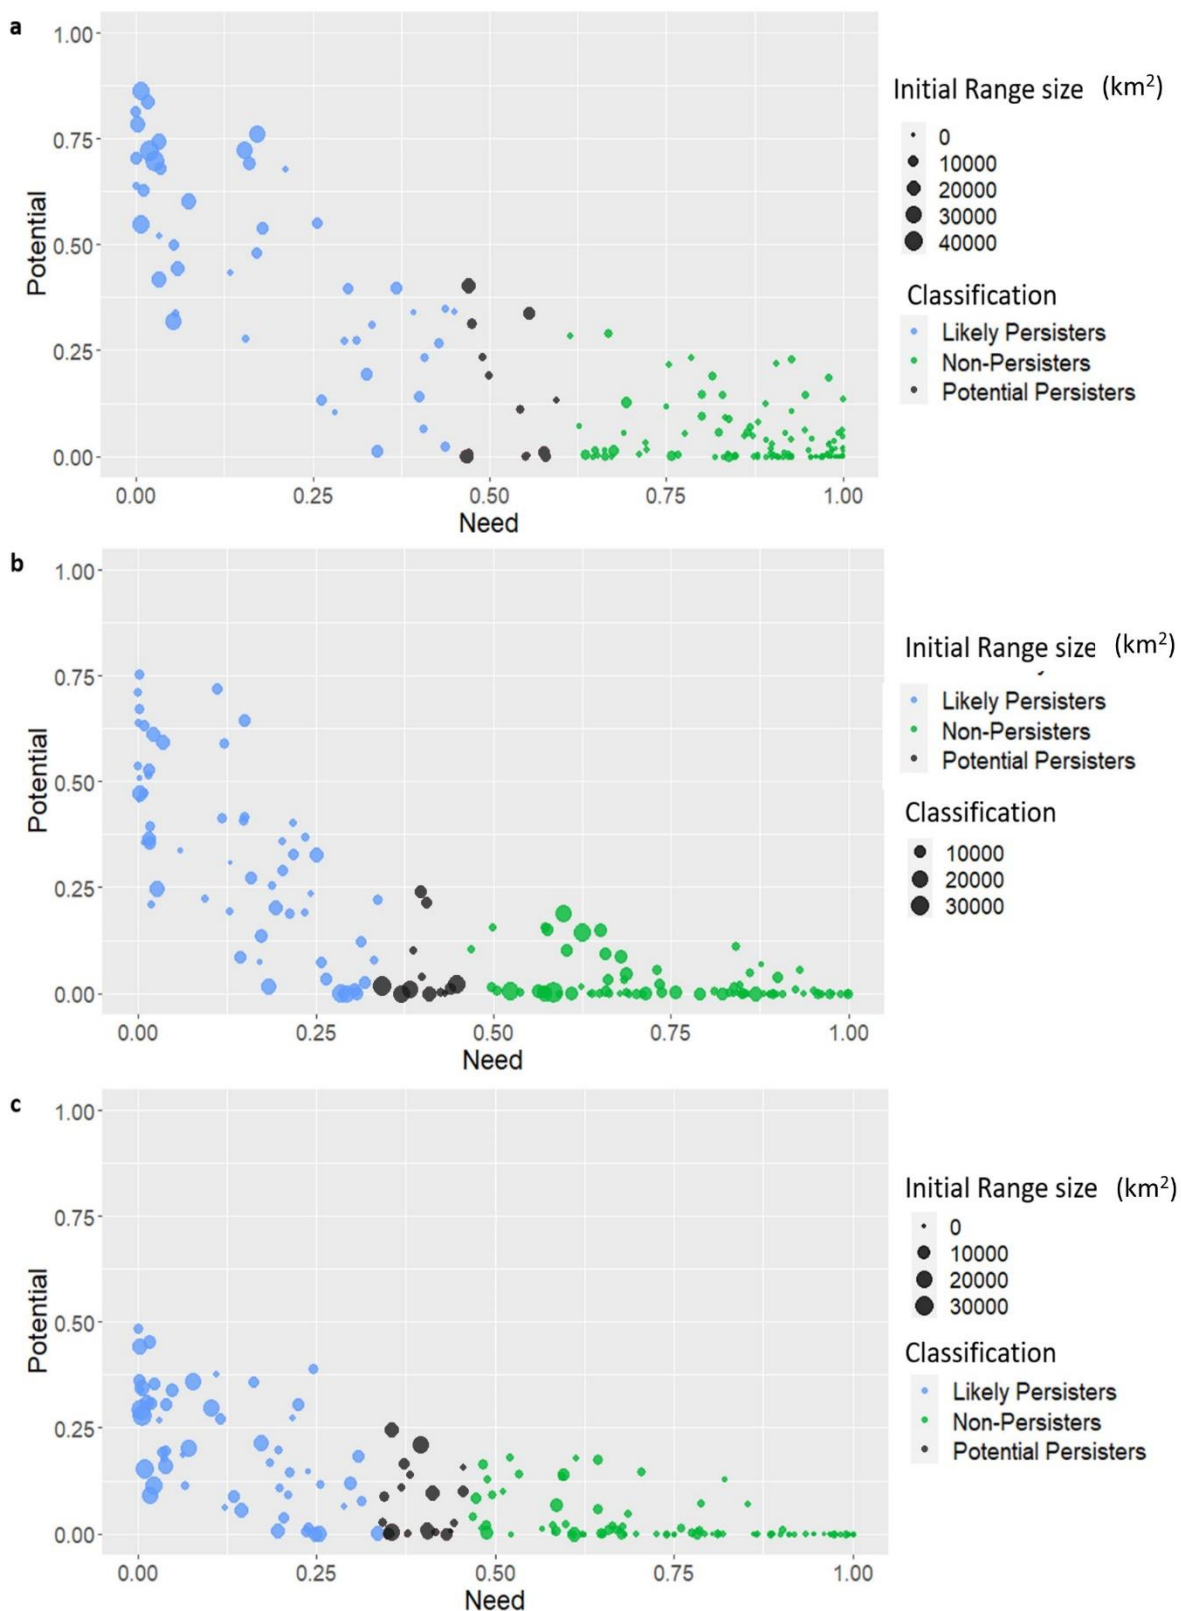 a
1.00
0.75
0.50
0.25
0.00
Potential
0.00 0.25 0.50 0.75 1.00
Need
Initial Range size (km²)
0
10000
20000
30000
40000
Classification
Likely Persisters
Non-Persisters
Potential Persisters
b
1.00
0.75
0.50
0.25
0.00
Potential
0.00 0.25 0.50 0.75 1.00
Need
Initial Range size (km²)
Likely Persisters
Non-Persisters
Potential Persisters
Classification
10000
20000
30000
c
1.00
0.75
0.50
0.25
0.00
Potential
0.00 0.25 0.50 0.75 1.00
Need
Initial Range size (km²)
0
10000
20000
30000
Classification
Likely Persisters
Non-Persisters
Potential Persisters